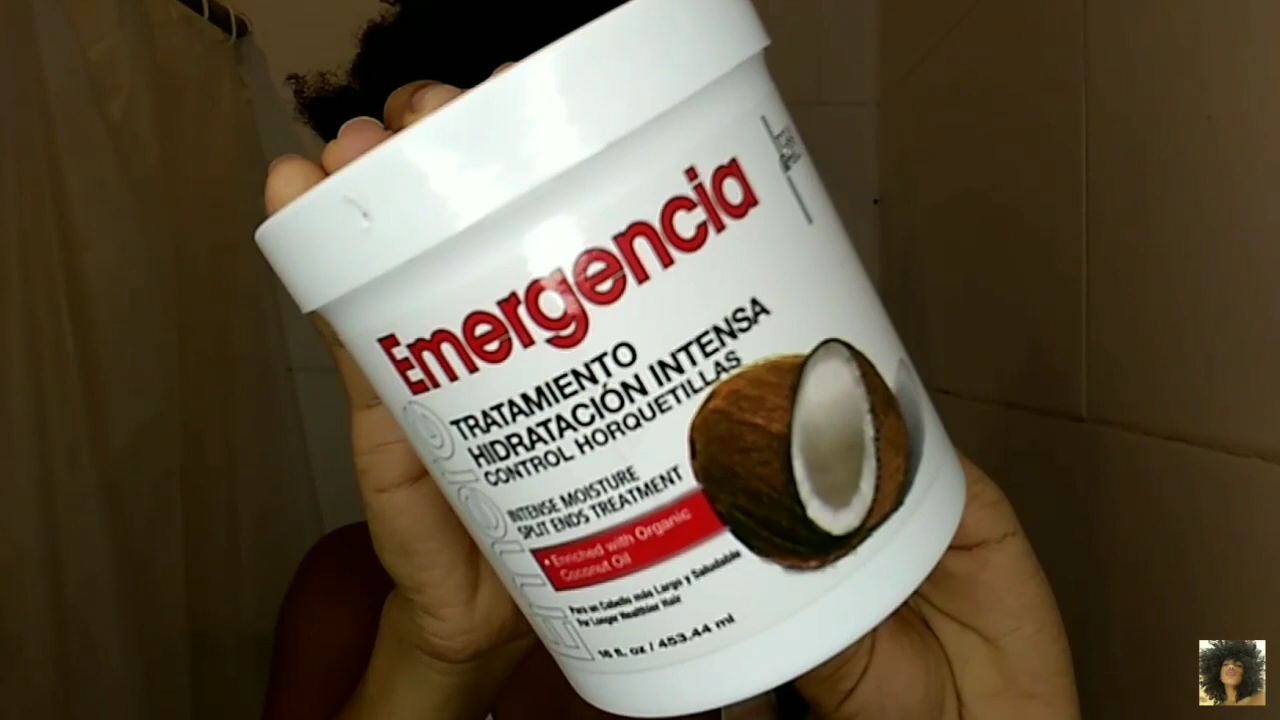 Emergencia
TRATAMIENTO
HIDRATACIÓN INTENSA
CONTROL HORQUETILLAS
INTENSE MOISTURE
SPLIT ENDS TREATMENT
• Enriched with Organic
Coconut Oil
Para un Cabello más Largo y Saludable
For Longer Healthier Hair
16 fl. oz / 453.44 ml